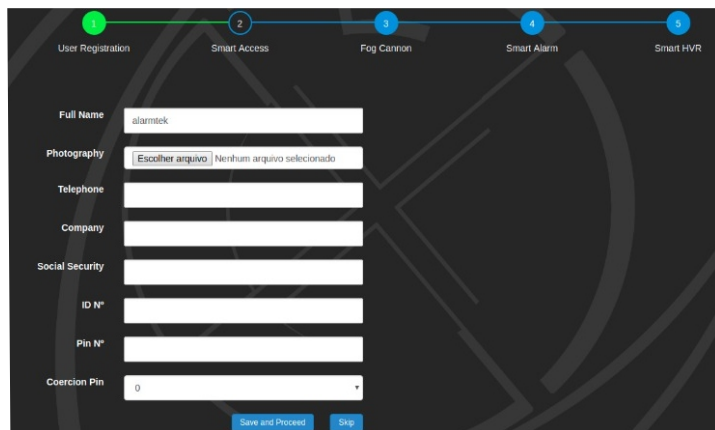 1 2 3 4 5
User Registration Smart Access Fog Cannon Smart Alarm Smart HVR
Full Name alarmtek
Photography Escolher arquivo Nenhum arquivo selecionado
Telephone
Company
Social Security
ID Nº
Pin Nº
Coercion Pin 0
Save and Proceed Skip